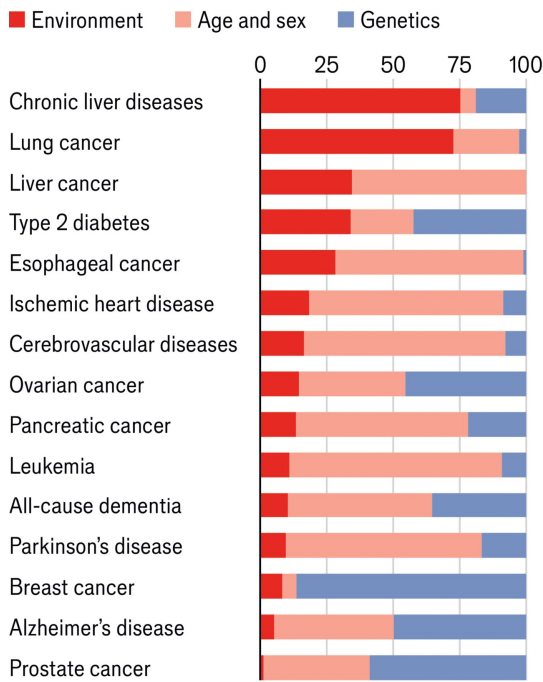 Environment Age and sex Genetics
0 25 50 75 100
Chronic liver diseases
Lung cancer
Liver cancer
Type 2 diabetes
Esophageal cancer
Ischemic heart disease
Cerebrovascular diseases
Ovarian cancer
Pancreatic cancer
Leukemia
All-cause dementia
Parkinson’s disease
Breast cancer
Alzheimer’s disease
Prostate cancer